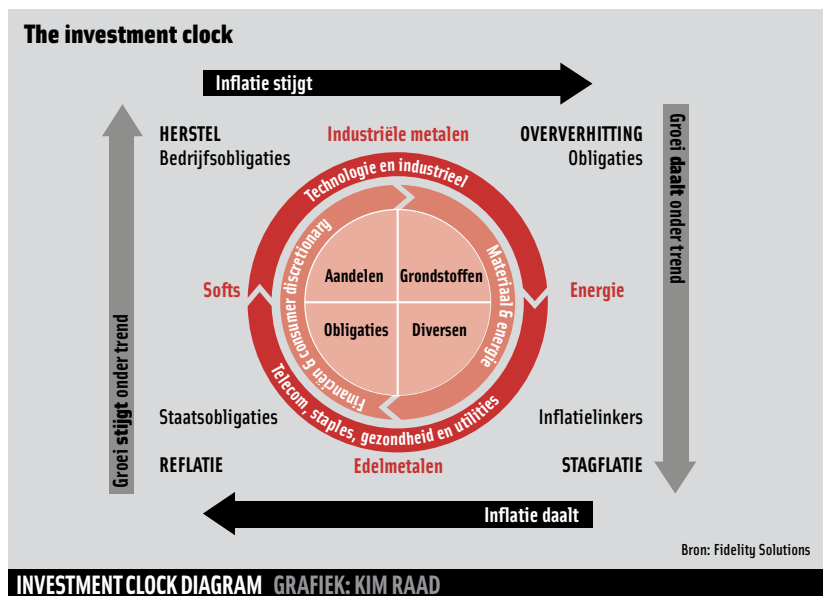 The investment clock
Inflatie stijgt
HERSTEL
Bedrijfsobligaties
Industriële metalen
OVERVERHITTING
Obligaties
Groei stijgt onder trend
Groei daalt onder trend
Technologie en industrieel
Financiën & consumer discretionary
Materiaal & energie
Aandelen
Grondstoffen
Softs
Energie
Obligaties
Diversen
Telecom, staples, gezondheid en utilities
Staatsobligaties
Inflatielinkers
REFLATIE
Edelmetalen
STAGFLATIE
Inflatie daalt
Bron: Fidelity Solutions
INVESTMENT CLOCK DIAGRAM GRAFIEK: KIM RAAD